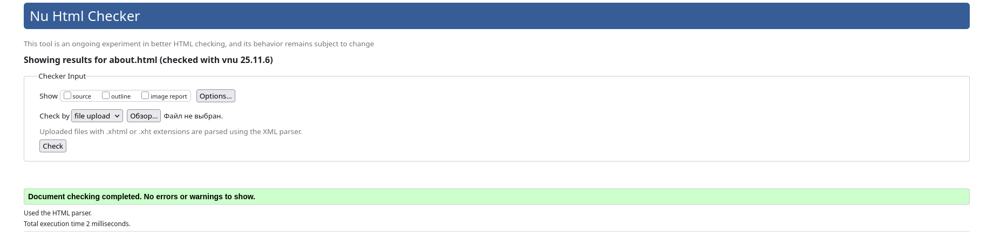 Nu Html Checker
This tool is an ongoing experiment in better HTML checking, and its behavior remains subject to change
Showing results for about.html (checked with vnu 25.11.6)
Checker Input
Show source outline image report Options...
Check by file upload Обзор... Файл не выбран.
Uploaded files with .xhtml or .xht extensions are parsed using the XML parser.
Check
Document checking completed. No errors or warnings to show.
Used the HTML parser.
Total execution time 2 milliseconds.